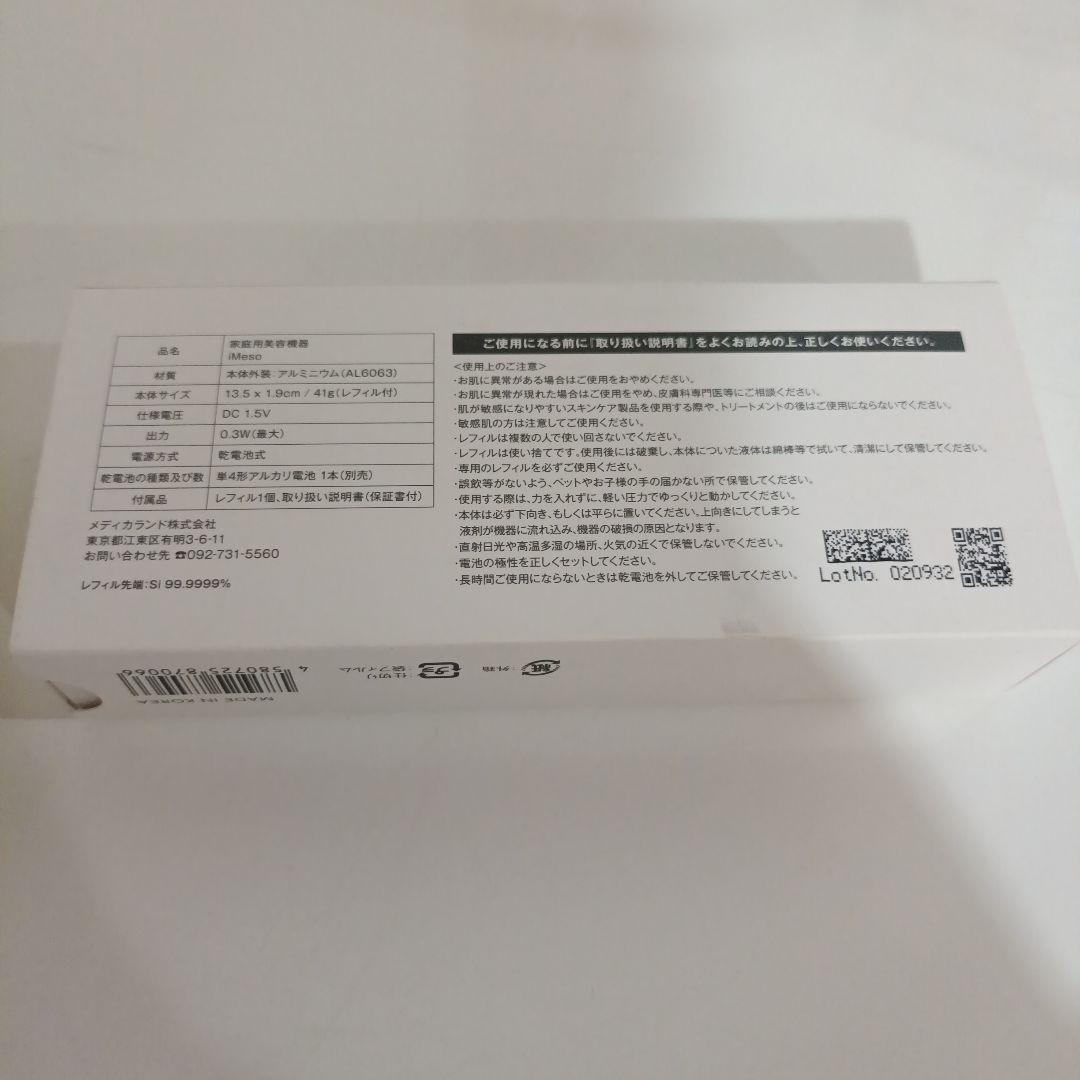 品名 家庭用美容機器
iMeso
材質 本体外装：アルミニウム（AL6063）
本体サイズ 13.5 x 1.9cm / 41g（レフィル付）
仕様電圧 DC 1.5V
出力 0.3W（最大）
電源方式 乾電池式
乾電池の種類及び数 単4形アルカリ電池 1本（別売）
付属品 レフィル1個、取り扱い説明書（保証書付）
メディカランド株式会社
東京都江東区有明3-6-11
お問い合わせ先 ☎092-731-5560
レフィル先端：Si 99.9999%
ご使用になる前に『取り扱い説明書』をよくお読みの上、正しくお使いください。
＜使用上のご注意＞
・お肌に異常がある場合はご使用をおやめください。
・お肌に異常が現れた場合はご使用をやめ、皮膚科専門医等にご相談ください。
・肌が敏感になりやすいスキンケア製品を使用する際や、トリートメントの後はご使用にならないでください。
・敏感肌の方は注意してご使用ください。
・レフィルは複数の人で使い回さないでください。
・レフィルは使い捨てです。使用後には破棄し、本体についた液体は綿棒等で拭いて、清潔にして保管してください。
・専用のレフィルを必ずご使用ください。
・誤飲等がないよう、ペットやお子様の手の届かない所で保管してください。
・使用する際は、力を入れずに、軽い圧力でゆっくりと動かしてください。
・本体は必ず下向き、もしくは平らに置いてください。上向きにしてしまうと
液剤が機器に流れ込み、機器の破損の原因となります。
・直射日光や高温多湿の場所、火気の近くで保管しないでください。
・電池の極性を正しくセットしてください。
・長時間ご使用にならないときは乾電池を外してご保管してください。
LotNo. 020932
紙 ：外箱
プラ ：仕切り
：袋フィルム
4 580725 870066
MADE IN KOREA